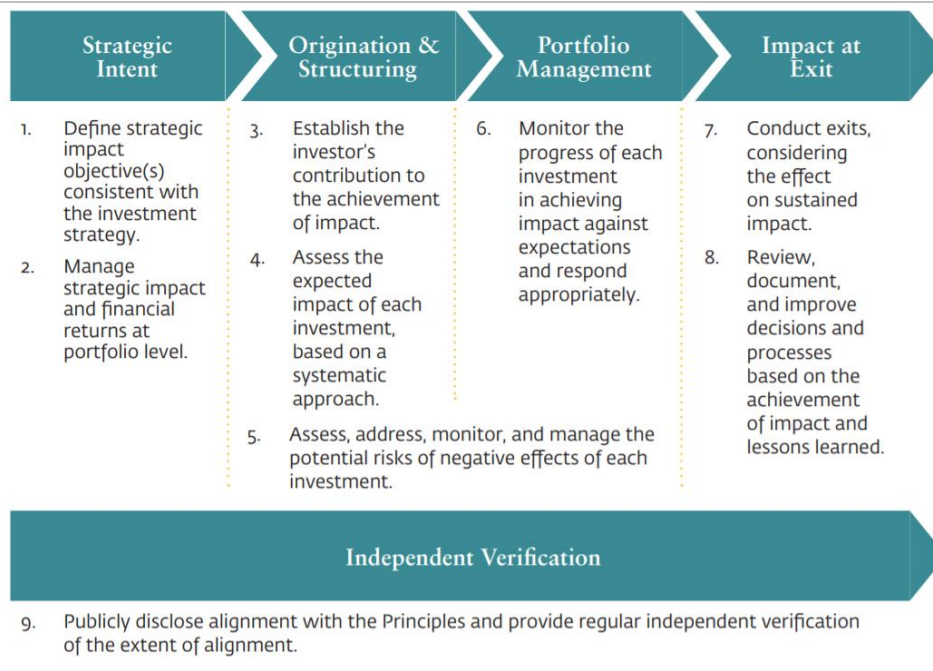 Strategic
Intent
Origination &
Structuring
Portfolio
Management
Impact at
Exit
1. Define strategic
impact
objective(s)
consistent with
the investment
strategy.
2. Manage
strategic impact
and financial
returns at
portfolio level.
3. Establish the
investor's
contribution to
the achievement
of impact.
4. Assess the
expected
impact of each
investment,
based on a
systematic
approach.
5. Assess, address, monitor, and manage the
potential risks of negative effects of each
investment.
6. Monitor the
progress of each
investment
in achieving
impact against
expectations
and respond
appropriately.
7. Conduct exits,
considering
the effect
on sustained
impact.
8. Review,
document,
and improve
decisions and
processes
based on the
achievement
of impact and
lessons learned.
Independent Verification
9. Publicly disclose alignment with the Principles and provide regular independent verification
of the extent of alignment.